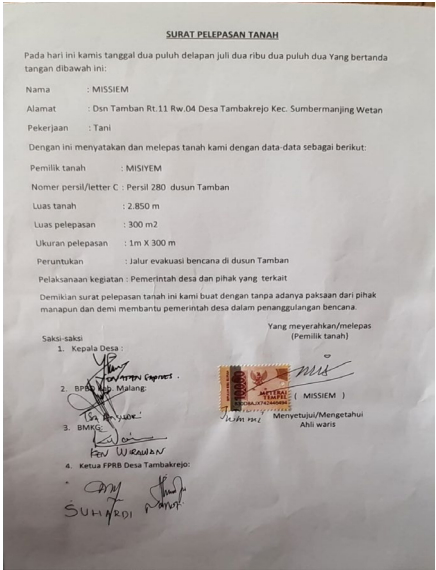 SURAT PELEPASAN TANAH
Pada hari ini kamis tanggal dua puluh delapan juli dua ribu dua puluh dua Yang bertanda
tangan dibawah ini:
Nama : MISSIEM
Alamat : Dsn Tamban Rt.11 Rw.04 Desa Tambakrejo Kec. Sumbermanjing Wetan
Pekerjaan : Tani
Dengan ini menyatakan dan melepas tanah kami dengan data-data sebagai berikut:
Pemilik tanah : MISIYEM
Nomer persil/letter C : Persil 280 dusun Tamban
Luas tanah : 2.850 m
Luas pelepasan : 300 m2
Ukuran pelepasan : 1m X 300 m
Peruntukan : Jalur evakuasi bencana di dusun Tamban
Pelaksanaan kegiatan : Pemerintah desa dan pihak yang terkait
Demikian surat pelepasan tanah ini kami buat dengan tanpa adanya paksaan dari pihak
manapun dan demi membantu pemerintah desa dalam penanggulangan bencana.
Yang meyerahkan/melepas
(Pemilik tanah)
Saksi-saksi
1. Kepala Desa :
2. BPBD Kab. Malang:
3. BMKG:
KEN WIRAWAN
4. Ketua FPRB Desa Tambakrejo:
SUHARDI
10000
METERAI
TEMPEL
( MISSIEM )
Menyetujui/Mengetahui
Ahli waris